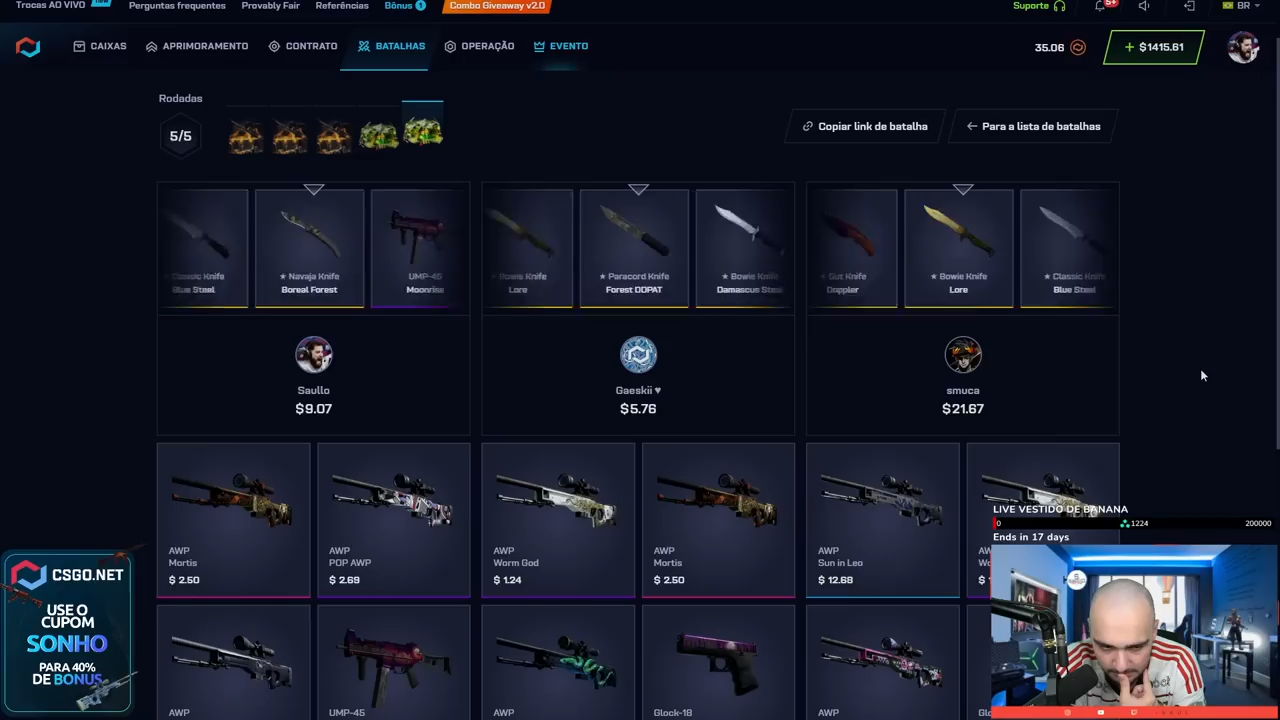 Trocas AO VIVO
Perguntas frequentes
Provably Fair
Referências
Bônus 1
Combo Giveaway v2.0
Suporte
5+
BR
CAIXAS
APRIMORAMENTO
CONTRATO
BATALHAS
OPERAÇÃO
EVENTO
35.06
+ $1415.61
Rodadas
5/5
Copiar link de batalha
← Para a lista de batalhas
★ Classic Knife
Blue Steel
★ Navaja Knife
Boreal Forest
UMP-45
Moonrise
★ Bowie Knife
Lore
★ Paracord Knife
Forest DDPAT
★ Bowie Knife
Damascus Steel
★ Gut Knife
Doppler
★ Bowie Knife
Lore
★ Classic Knife
Blue Steel
Saullo
$9.07
Gaeskii ♥
$5.76
smuca
$21.67
AWP
Mortis
$ 2.50
AWP
POP AWP
$ 2.69
AWP
Worm God
$ 1.24
AWP
Mortis
$ 2.50
AWP
Sun in Leo
$ 12.68
AWP
LIVE VESTIDO DE BANANA
0
1224
200000
Ends in 17 days
CSGO.NET
USE O
CUPOM
SONHO
PARA 40%
DE BONUS
AWP
UMP-45
AWP
Glock-18
AWP